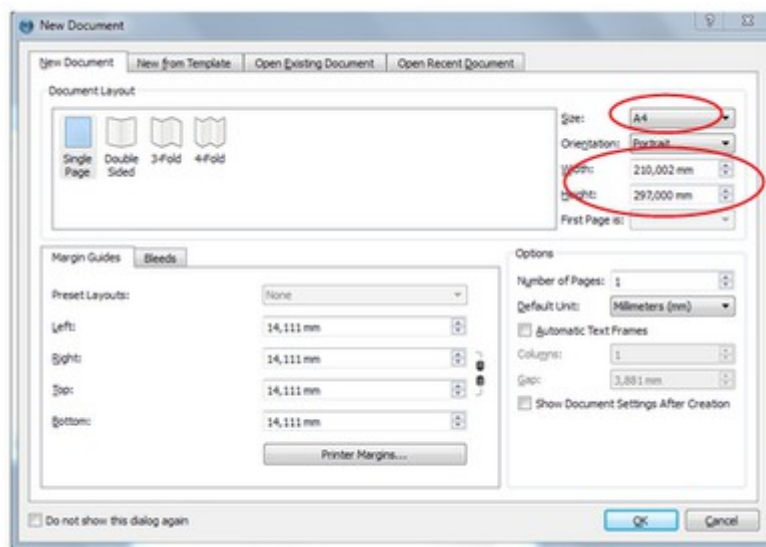 New Document
New Document New from Template Open Existing Document Open Recent Document
Document Layout
Single Page
Double Sided
3-Fold
4-Fold
Size: A4
Orientation: Portrait
Width: 210,002 mm
Height: 297,000 mm
First Page is:
Margin Guides Bleeds
Preset Layouts: None
Left: 14,111 mm
Right: 14,111 mm
Top: 14,111 mm
Bottom: 14,111 mm
Printer Margins...
Options
Number of Pages: 1
Default Unit: Millimeters (mm)
Automatic Text Frames
Columns: 1
Gap: 3,881 mm
Show Document Settings After Creation
Do not show this dialog again
OK Cancel